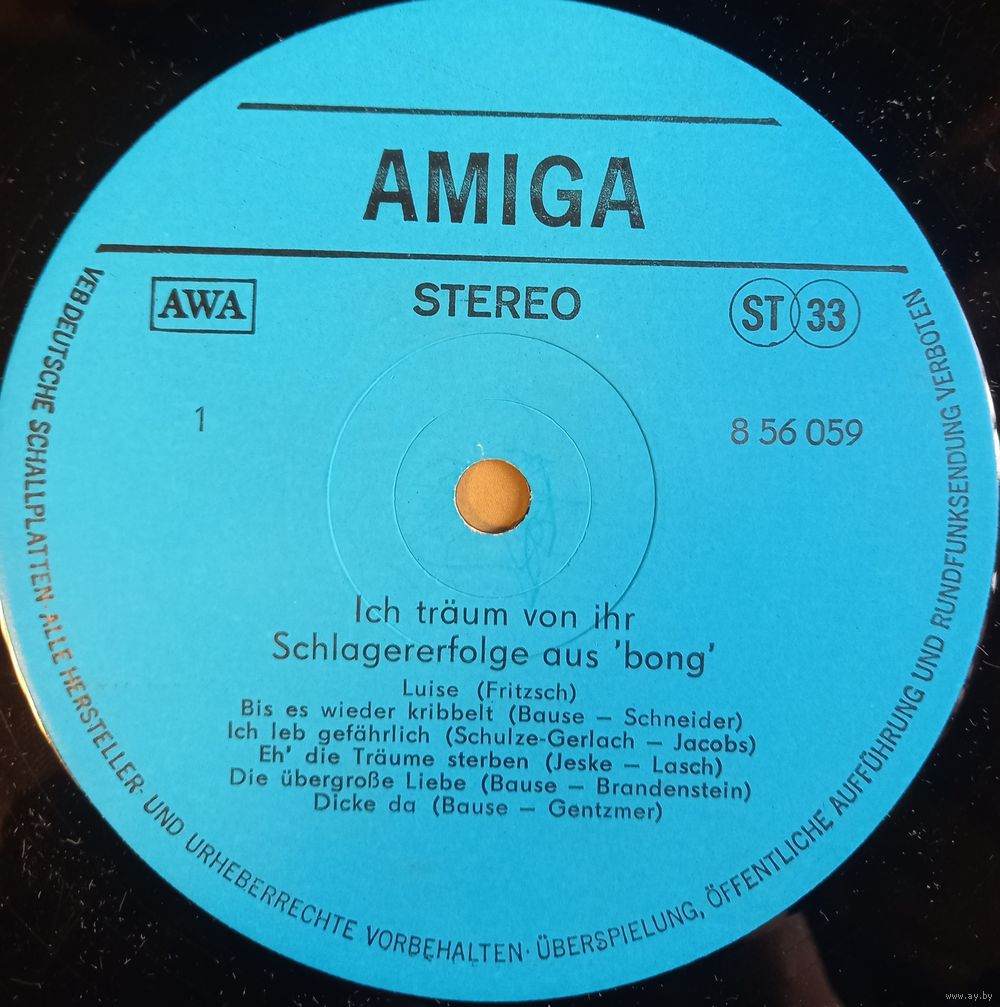 AMIGA
AWA
STEREO
ST 33
1
8 56 059
Ich träum von ihr
Schlagererfolge aus 'bong'
Luise (Fritzsch)
Bis es wieder kribbelt (Bause – Schneider)
Ich leb gefährlich (Schulze-Gerlach – Jacobs)
Eh' die Träume sterben (Jeske – Lasch)
Die übergroße Liebe (Bause – Brandenstein)
Dicke da (Bause – Gentzmer)
VEB DEUTSCHE SCHALLPLATTEN· ALLE HERSTELLER- UND URHEBERRECHTE VORBEHALTEN· ÜBERSPIELUNG, ÖFFENTLICHE AUFFÜHRUNG UND RUNDFUNKSENDUNG VERBOTEN
www.ay.by